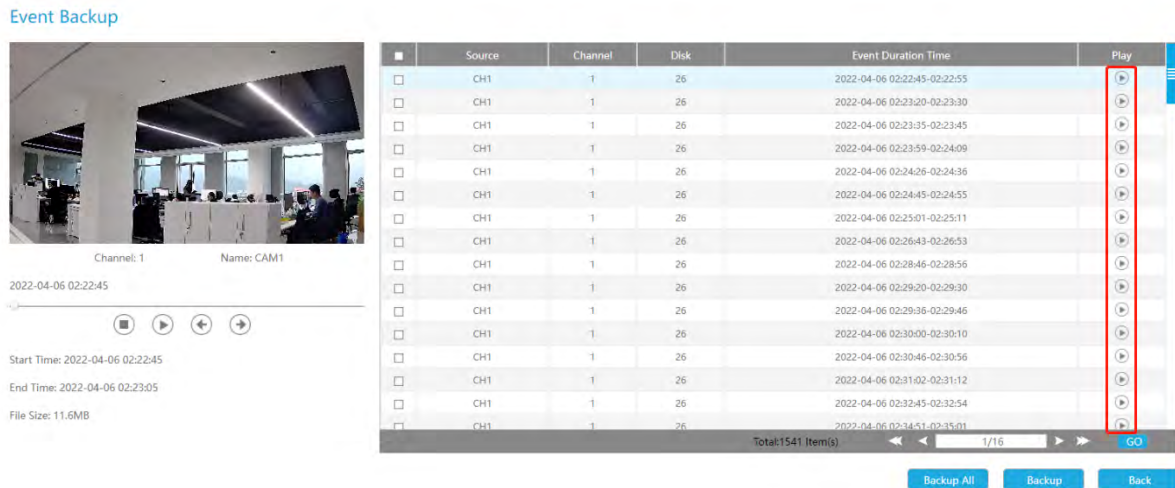 Event Backup
Source Channel Disk Event Duration Time Play
CH1 1 26 2022-04-06 02:22:45-02:22:55
CH1 1 26 2022-04-06 02:23:20-02:23:30
CH1 1 26 2022-04-06 02:23:35-02:23:45
CH1 1 26 2022-04-06 02:23:59-02:24:09
CH1 1 26 2022-04-06 02:24:26-02:24:36
CH1 1 26 2022-04-06 02:24:45-02:24:55
CH1 1 26 2022-04-06 02:25:01-02:25:11
CH1 1 26 2022-04-06 02:26:43-02:26:53
CH1 1 26 2022-04-06 02:28:46-02:28:56
CH1 1 26 2022-04-06 02:29:20-02:29:30
CH1 1 26 2022-04-06 02:29:36-02:29:46
CH1 1 26 2022-04-06 02:30:00-02:30:10
CH1 1 26 2022-04-06 02:30:46-02:30:56
CH1 1 26 2022-04-06 02:31:02-02:31:12
CH1 1 26 2022-04-06 02:32:45-02:32:54
CH1 1 26 2022-04-06 02:34:51-02:35:01
Channel: 1 Name: CAM1
2022-04-06 02:22:45
Start Time: 2022-04-06 02:22:45
End Time: 2022-04-06 02:23:05
File Size: 11.6MB
Total:1541 Item(s) 1/16 GO
Backup All Backup Back